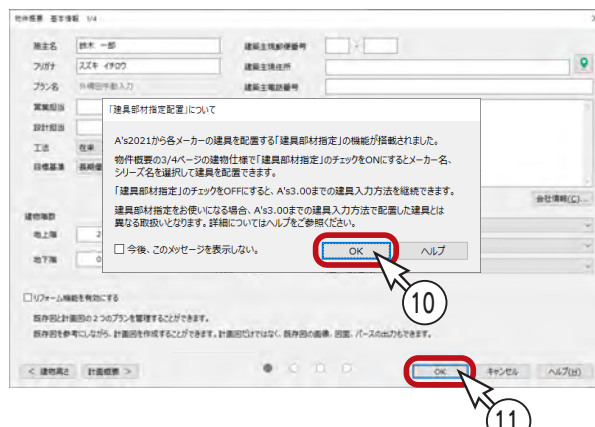 物件概要 基本情報 1/4
施主名 鈴木 一郎 建築主現郵便番号 -
フリガナ スズキ イチロウ 建築主現住所
プラン名 外構図手動入力 建築主電話番号
営業担当
設計担当
工法 在来
目標基準 長期優
「建具部材指定配置」について
A's2021から各メーカーの建具を配置する「建具部材指定」の機能が搭載されました。
物件概要の3/4ページの建物仕様で「建具部材指定」のチェックをONにするとメーカー名、
シリーズ名を選択して建具を配置できます。
「建具部材指定」のチェックをOFFにすると、A's3.00までの建具入力方法を継続できます。
建具部材指定をお使いになる場合、A's3.00までの建具入力方法で配置した建具とは
異なる取扱いとなります。詳細についてはヘルプをご参照ください。
今後、このメッセージを表示しない。 OK ヘルプ
会社情報(C)...
建物階数
地上階 2
地下階 0
10
リフォーム機能を有効にする
既存図と計画図の2つのプランを管理することができます。
既存図を参考にしながら、計画図を作成することができます。計画図だけではなく、既存図の画像、図面、パースの出力もできます。
< 建物高さ 計画概要 > OK キャンセル ヘルプ(H)
11